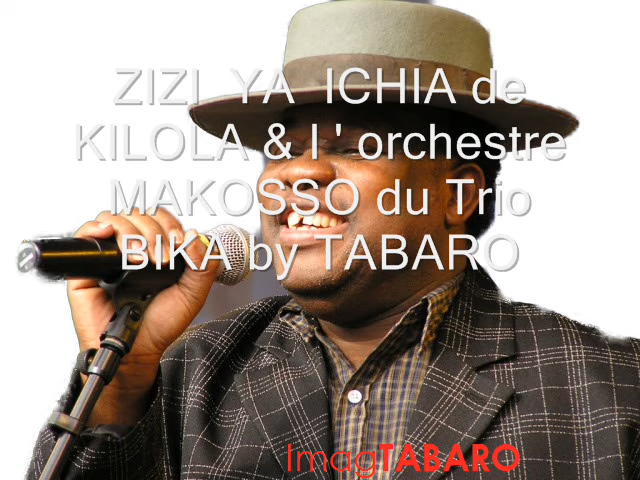 ZIZI YA ICHIA de
KILOLA & l ' orchestre
MAKOSSO du Trio
BIKA by TABARO
ImagTABARO